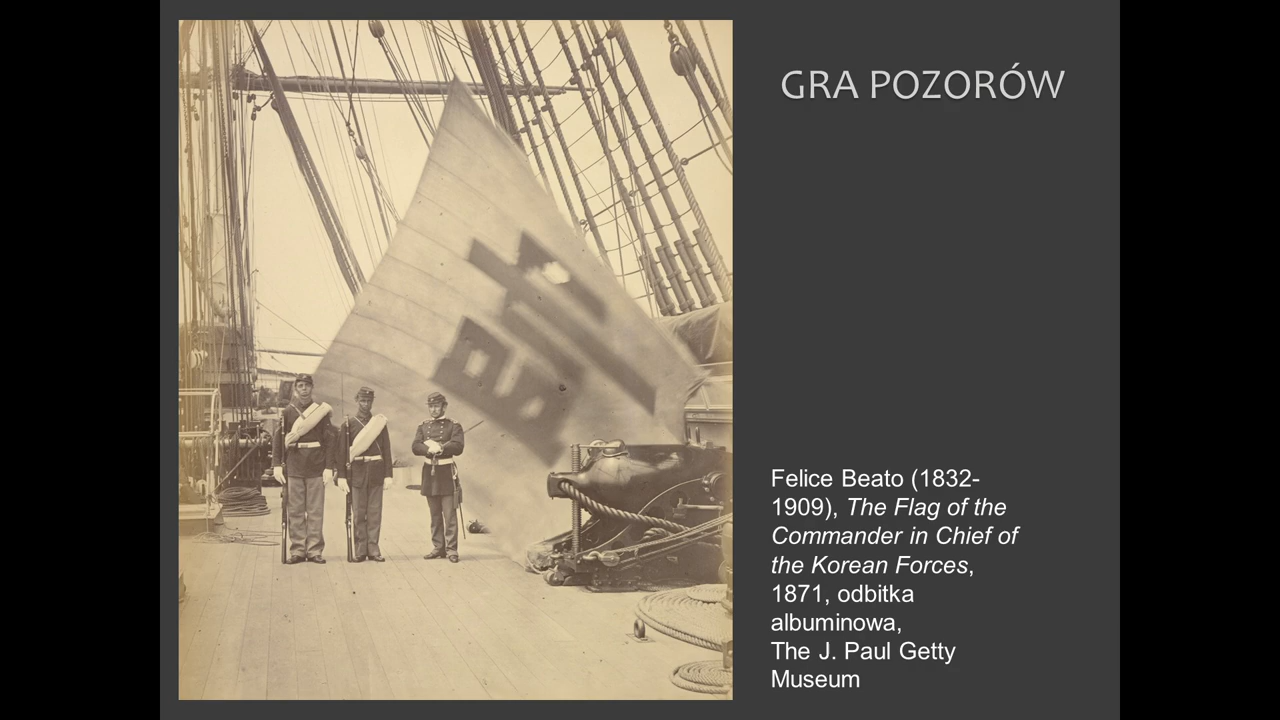 GRA POZORÓW
Felice Beato (1832-
1909), The Flag of the
Commander in Chief of
the Korean Forces,
1871, odbitka
albuminowa,
The J. Paul Getty
Museum